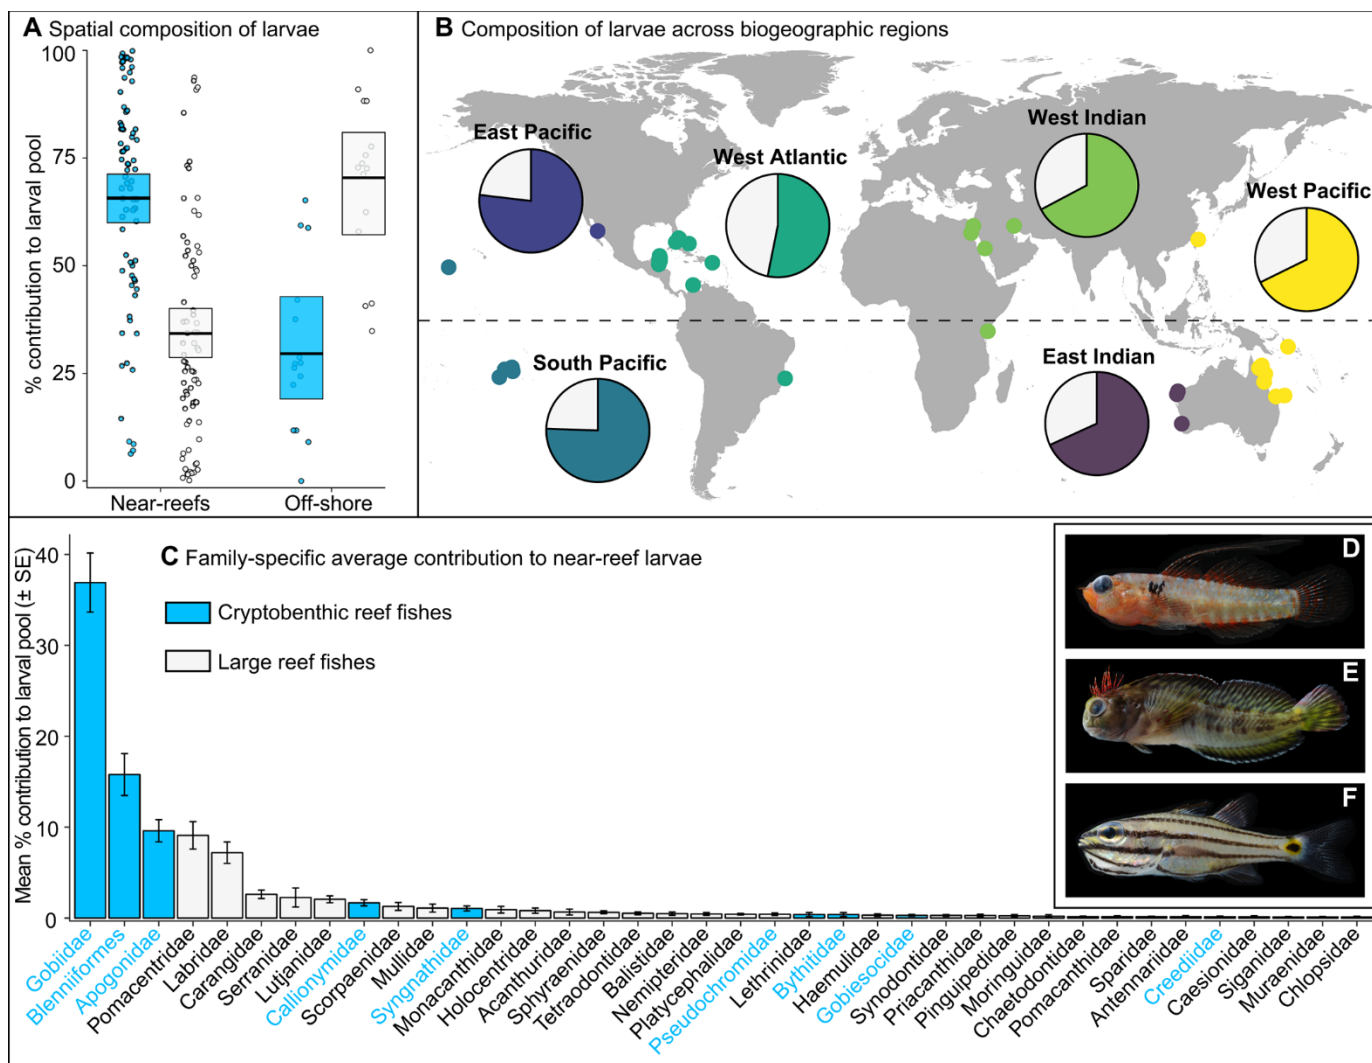 A Spatial composition of larvae
% contribution to larval pool
100
75
50
25
0
Near-reefs
Off-shore
B Composition of larvae across biogeographic regions
East Pacific
West Atlantic
West Indian
West Pacific
South Pacific
East Indian
C Family-specific average contribution to near-reef larvae
Cryptobenthic reef fishes
Large reef fishes
Mean % contribution to larval pool (± SE)
40
30
20
10
0
Gobiidae
Blenniiformes
Apogonidae
Pomacentridae
Labridae
Carangidae
Serranidae
Lutjanidae
Callionymidae
Scorpaenidae
Mullidae
Syngnathidae
Monacanthidae
Holocentridae
Acanthuridae
Sphyraenidae
Tetraodontidae
Balistidae
Nemipteridae
Platycephalidae
Pseudochromidae
Lethrinidae
Bythitidae
Haemulidae
Gobiesocidae
Synodontidae
Priacanthidae
Pinguipedidae
Moringuidae
Chaetodontidae
Pomacanthidae
Sparidae
Antennariidae
Creediidae
Caesionidae
Siganidae
Muraenidae
Chlopsidae
D
E
F